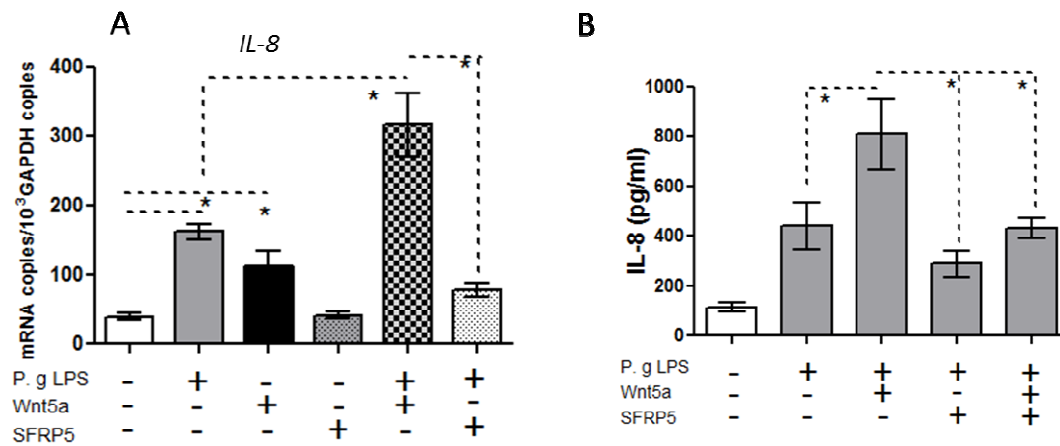 A
IL-8
mRNA copies/10³GAPDH copies
400
300
200
100
0
* * * *
P. g LPS - + - - + +
Wnt5a - - + - + -
SFRP5 - - - + - +
B
IL-8 (pg/ml)
1000
800
600
400
200
0
* * *
P. g LPS - + + + +
Wnt5a - - + - +
SFRP5 - - - + +